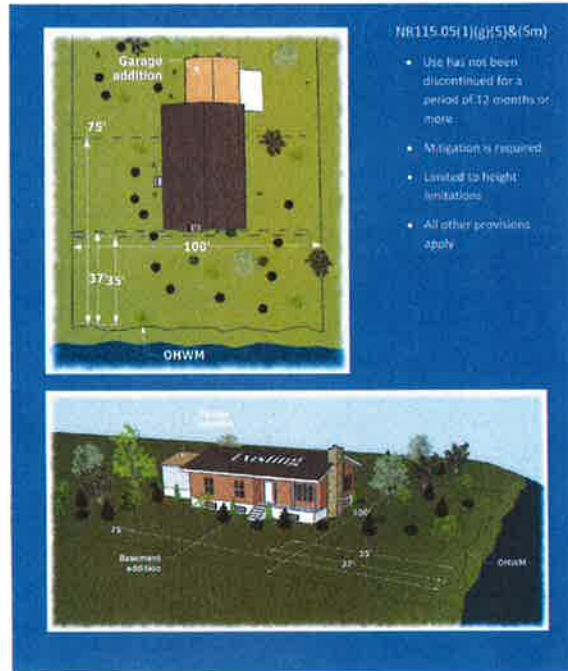 NR115.05(1)(g)(5)&(5m)
• Use has not been
discontinued for a
period of 12 months or
more
• Mitigation is required
• Limited to height
limitations
• All other provisions
apply
Garage
addition
75'
100'
37'
35'
OHWM
Existing
75'
100'
35'
37'
Basement
addition
OHWM